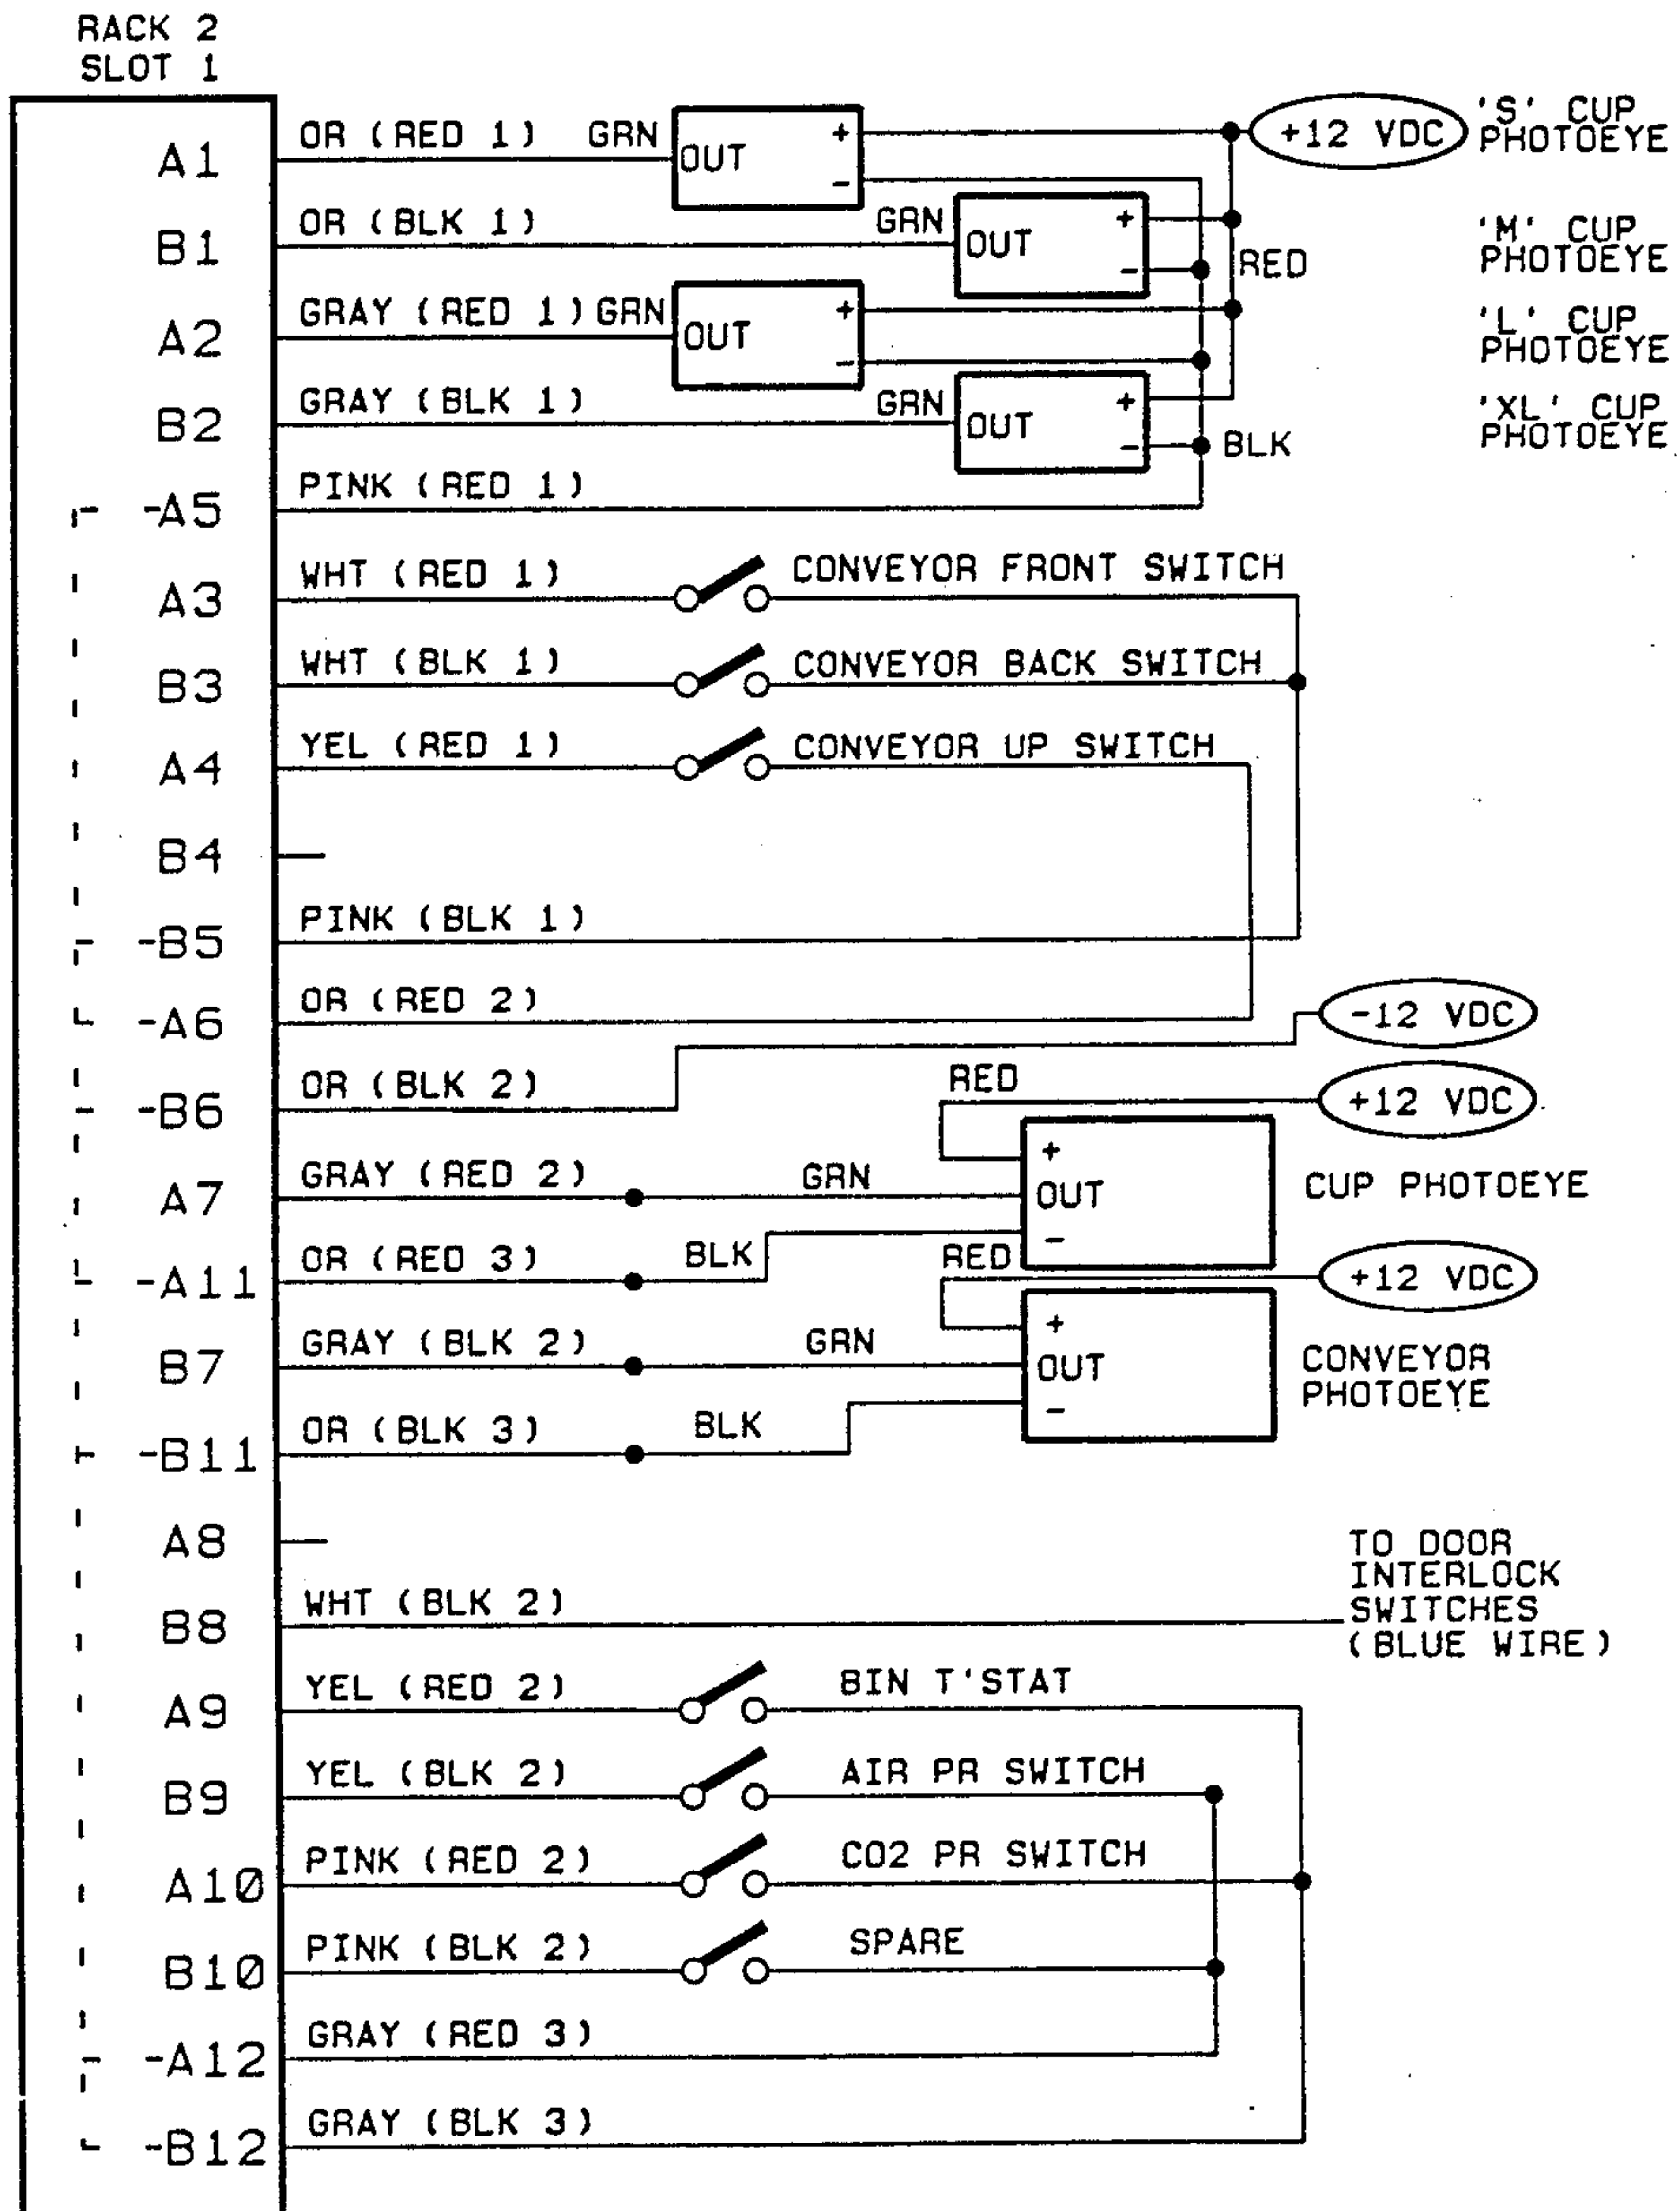 RACK 2
SLOT 1
A1 OR (RED 1) GRN OUT + - +12 VDC 'S' CUP
PHOTOEYE
B1 OR (BLK 1) GRN OUT + - RED 'M' CUP
PHOTOEYE
A2 GRAY (RED 1) GRN OUT + - 'L' CUP
PHOTOEYE
B2 GRAY (BLK 1) GRN OUT + - BLK 'XL' CUP
PHOTOEYE
-A5 PINK (RED 1)
A3 WHT (RED 1) CONVEYOR FRONT SWITCH
B3 WHT (BLK 1) CONVEYOR BACK SWITCH
A4 YEL (RED 1) CONVEYOR UP SWITCH
B4
-B5 PINK (BLK 1)
-A6 OR (RED 2)
-12 VDC
-B6 OR (BLK 2) RED +12 VDC
+
A7 GRAY (RED 2) GRN OUT CUP PHOTOEYE
-
-A11 OR (RED 3) BLK RED +12 VDC
+
B7 GRAY (BLK 2) GRN OUT CONVEYOR
PHOTOEYE
-
-B11 OR (BLK 3) BLK
A8
TO DOOR
INTERLOCK
SWITCHES
(BLUE WIRE)
B8 WHT (BLK 2)
A9 YEL (RED 2) BIN T'STAT
B9 YEL (BLK 2) AIR PR SWITCH
A10 PINK (RED 2) CO2 PR SWITCH
B10 PINK (BLK 2) SPARE
-A12 GRAY (RED 3)
-B12 GRAY (BLK 3)